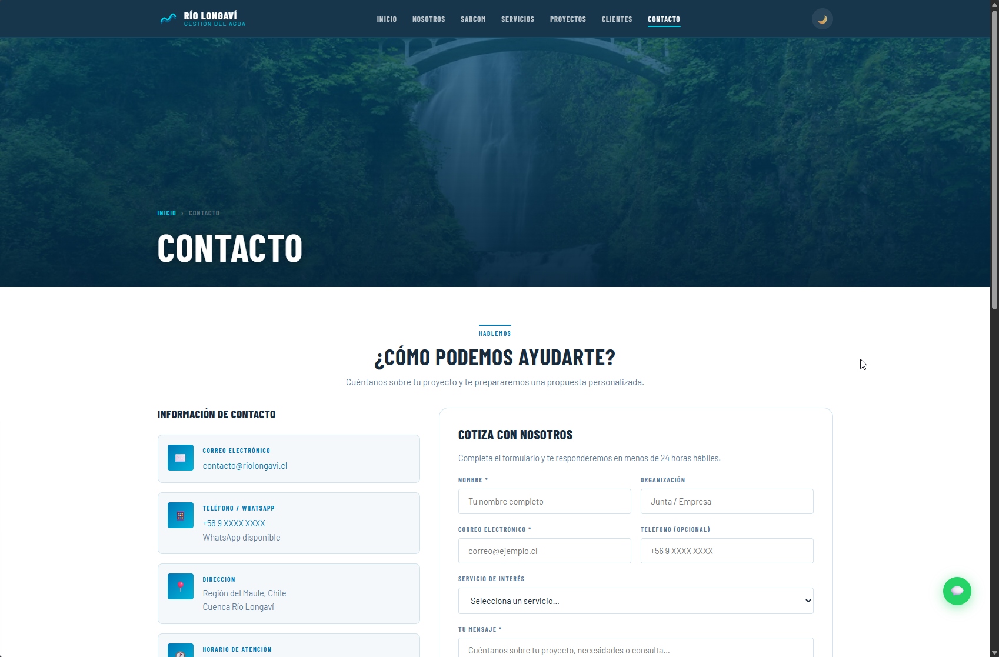 RÍO LONGAVÍ
GESTIÓN DEL AGUA
INICIO NOSOTROS SARCOM SERVICIOS PROYECTOS CLIENTES CONTACTO
INICIO › CONTACTO
CONTACTO
HABLEMOS
¿CÓMO PODEMOS AYUDARTE?
Cuéntanos sobre tu proyecto y te prepararemos una propuesta personalizada.
INFORMACIÓN DE CONTACTO
CORREO ELECTRÓNICO
contacto@riolongavi.cl
TELÉFONO / WHATSAPP
+56 9 XXXX XXXX
WhatsApp disponible
DIRECCIÓN
Región del Maule, Chile
Cuenca Río Longaví
HORARIO DE ATENCIÓN
COTIZA CON NOSOTROS
Completa el formulario y te responderemos en menos de 24 horas hábiles.
NOMBRE *
Tu nombre completo
ORGANIZACIÓN
Junta / Empresa
CORREO ELECTRÓNICO *
correo@ejemplo.cl
TELÉFONO (OPCIONAL)
+56 9 XXXX XXXX
SERVICIO DE INTERÉS
Selecciona un servicio...
TU MENSAJE *
Cuéntanos sobre tu proyecto, necesidades o consulta...